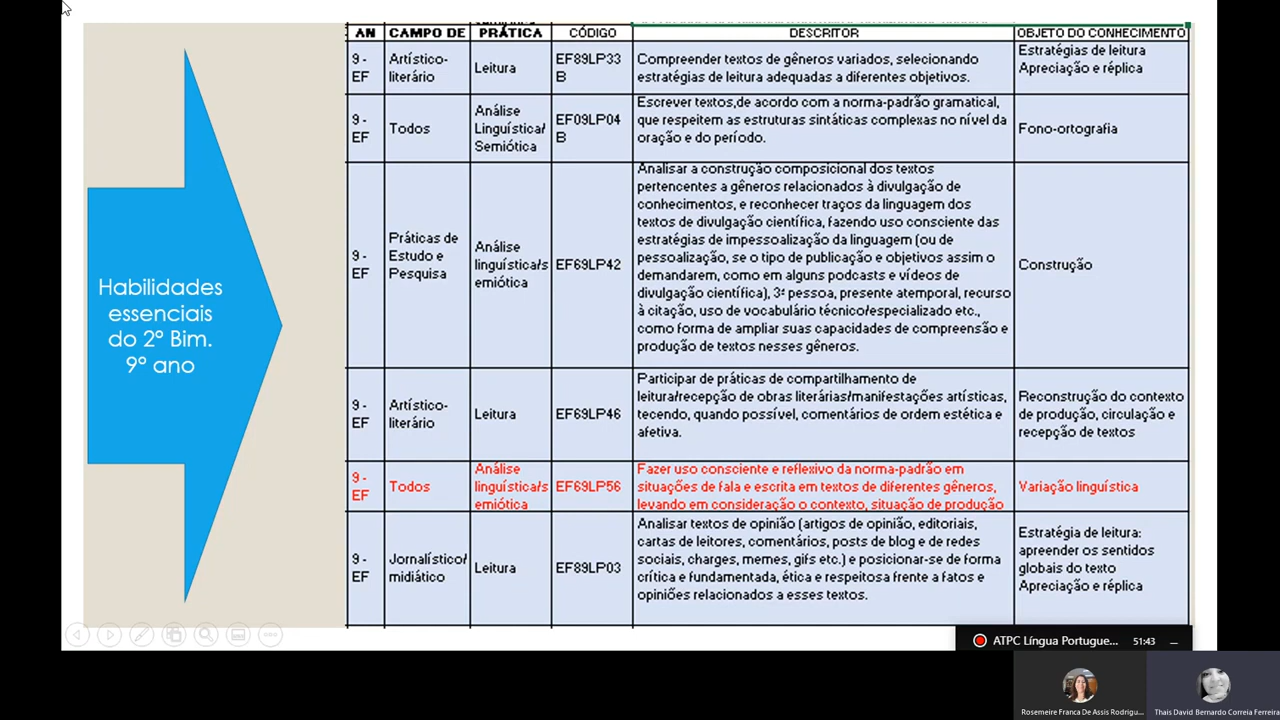 Habilidades
essenciais
do 2º Bim.
9º ano
AN CAMPO DE PRÁTICA CÓDIGO DESCRITOR OBJETO DO CONHECIMENTO
9 -
EF
Artístico-
literário
Leitura
EF89LP33
B
Compreender textos de gêneros variados, selecionando
estratégias de leitura adequadas a diferentes objetivos.
Estratégias de leitura
Apreciação e réplica
9 -
EF
Todos
Análise
Linguística/
Semiótica
EF09LP04
B
Escrever textos,de acordo com a norma-padrão gramatical,
que respeitem as estruturas sintáticas complexas no nível da
oração e do período.
Fono-ortografia
9 -
EF
Práticas de
Estudo e
Pesquisa
Análise
linguística/s
emiótica
EF69LP42
Analisar a construção composicional dos textos
pertencentes a gêneros relacionados à divulgação de
conhecimentos, e reconhecer traços da linguagem dos
textos de divulgação científica, fazendo uso consciente das
estratégias de impessoalização da linguagem (ou de
pessoalização, se o tipo de publicação e objetivos assim o
demandarem, como em alguns podcasts e vídeos de
divulgação científica), 3ª pessoa, presente atemporal, recurso
à citação, uso de vocabulário técnico/especializado etc.,
como forma de ampliar suas capacidades de compreensão e
produção de textos nesses gêneros.
Construção
9 -
EF
Artístico-
literário
Leitura
EF69LP46
Participar de práticas de compartilhamento de
leitura/recepção de obras literárias/manifestações artísticas,
tecendo, quando possível, comentários de ordem estética e
afetiva.
Reconstrução do contexto
de produção, circulação e
recepção de textos
9 -
EF
Todos
Análise
linguística/s
emiótica
EF69LP56
Fazer uso consciente e reflexivo da norma-padrão em
situações de fala e escrita em textos de diferentes gêneros,
levando em consideração o contexto, situação de produção
Variação linguística
9 -
EF
Jornalístico/
midiático
Leitura
EF89LP03
Analisar textos de opinião (artigos de opinião, editoriais,
cartas de leitores, comentários, posts de blog e de redes
sociais, charges, memes, gifs etc.) e posicionar-se de forma
crítica e fundamentada, ética e respeitosa frente a fatos e
opiniões relacionados a esses textos.
Estratégia de leitura:
apreender os sentidos
globais do texto
Apreciação e réplica
ATPC Língua Portugue... 51:43
Rosemeire Franca De Assis Rodrigu...
Thais David Bernardo Correia Ferreira